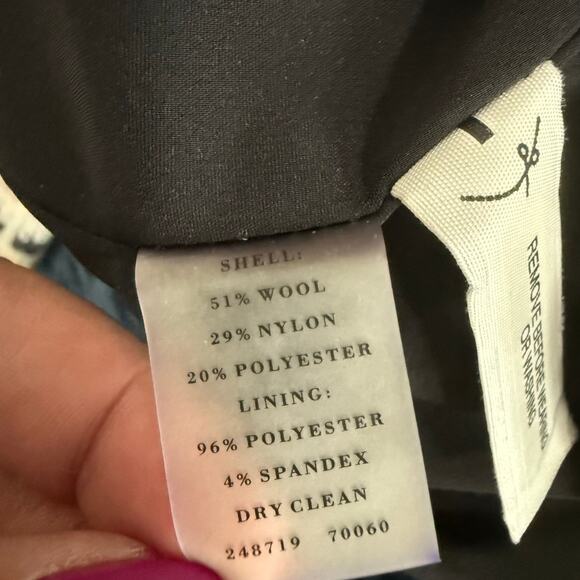 SHELL:
51% WOOL
29% NYLON
20% POLYESTER
LINING:
96% POLYESTER
4% SPANDEX
DRY CLEAN
248719 70060
REMOVE BEFORE WEARING
OR WASHING